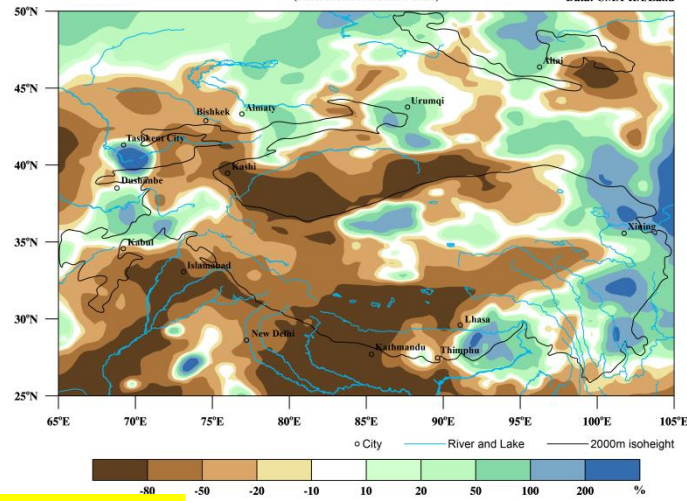 50°N
45°N
40°N
35°N
30°N
25°N
65°E 70°E 75°E 80°E 85°E 90°E 95°E 100°E 105°E
Altai
Urumqi
Almaty
Bishkek
Tashkent City
Kashi
Dushanbe
Xining
Kabul
Islamabad
Lhasa
New Delhi
Kathmandu
Thimphu
City River and Lake 2000m isoheight
-80 -50 -20 -10 10 20 50 100 200 %